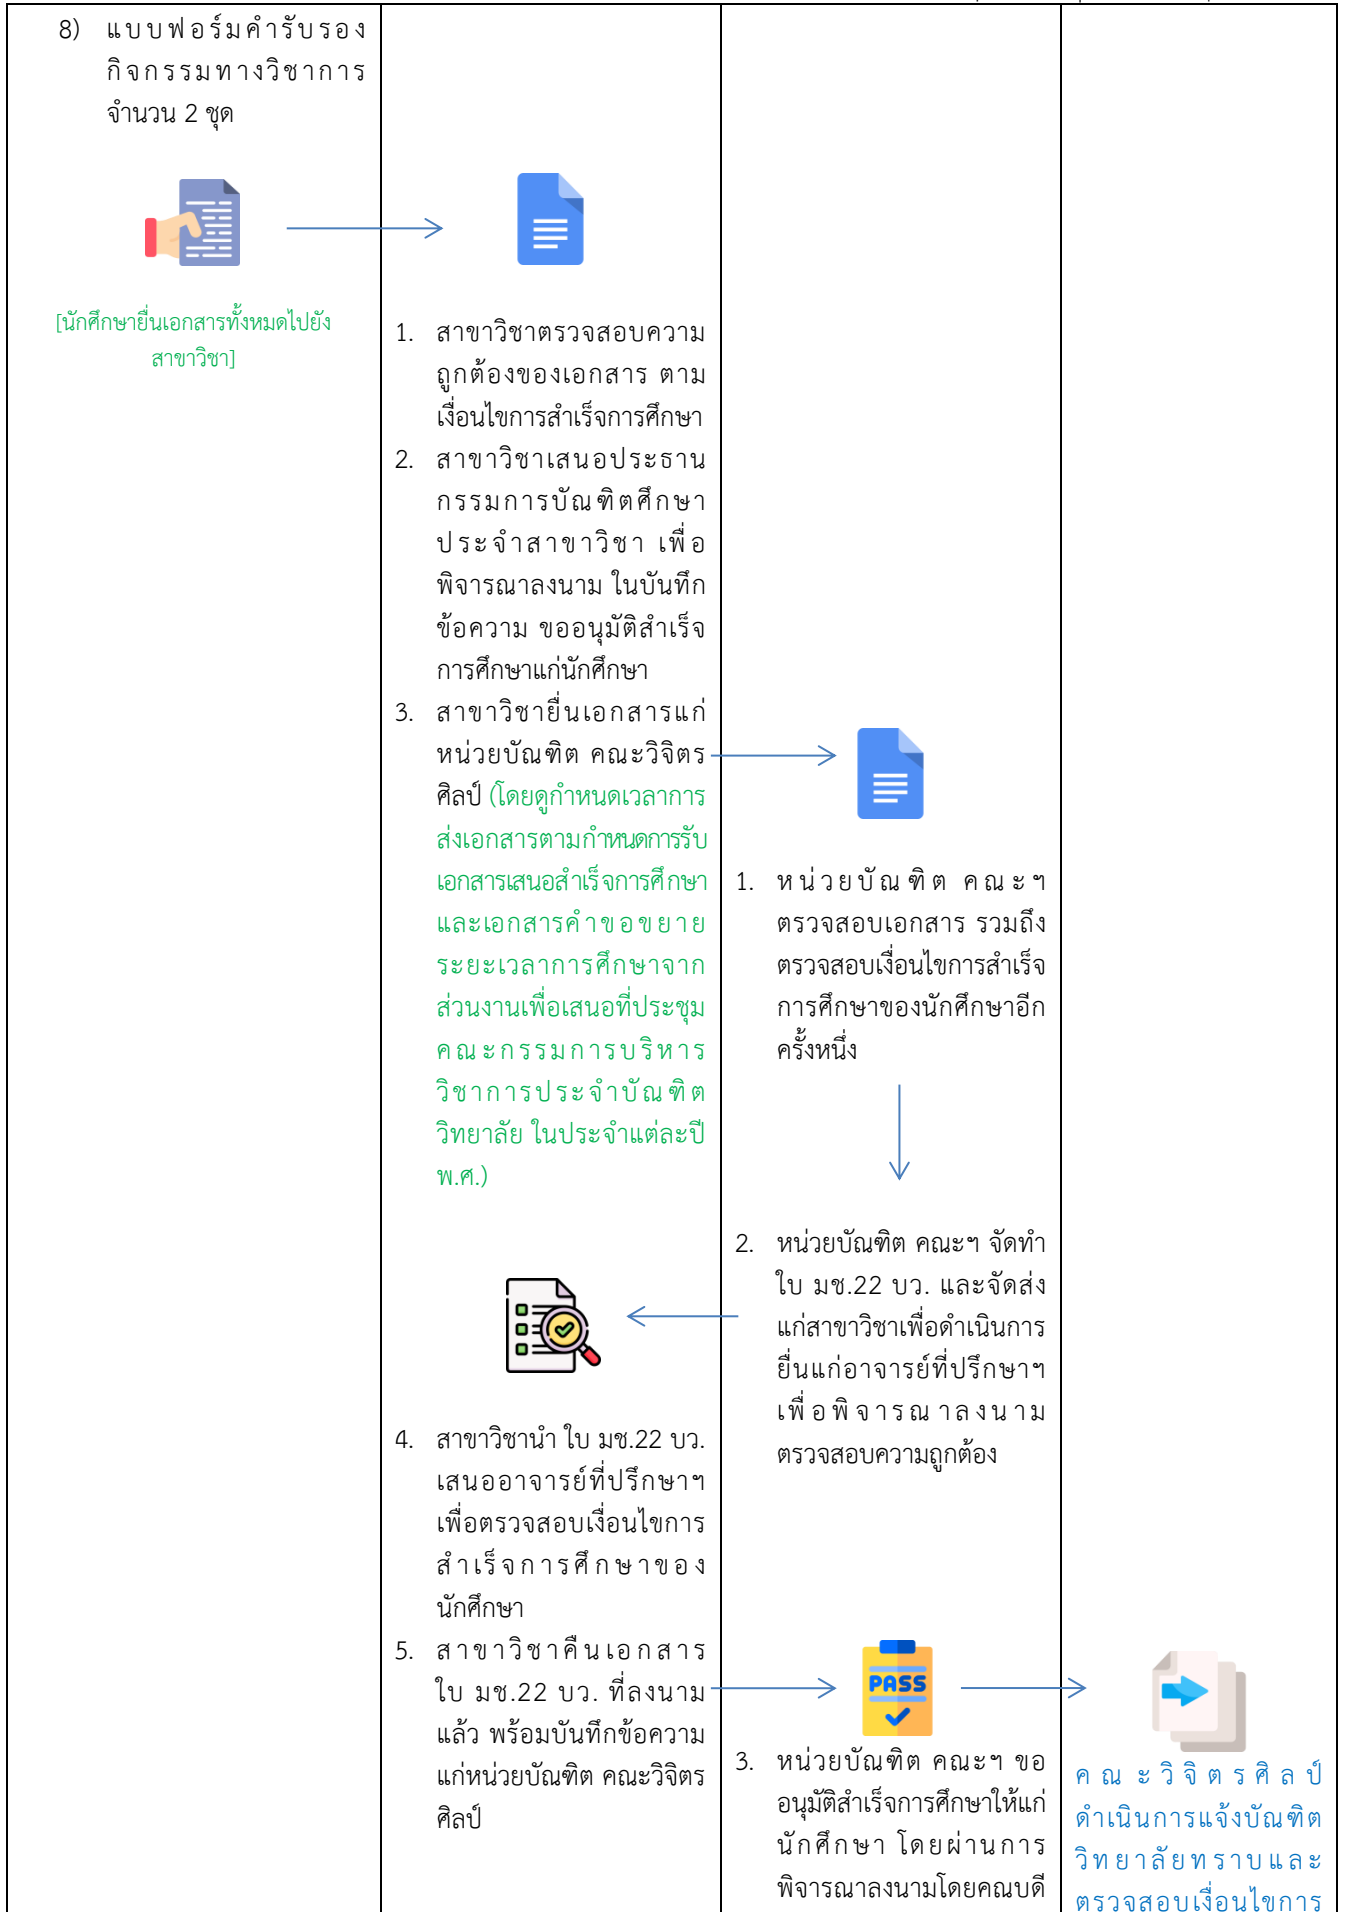 8) แบบฟอร์มคำรับรอง
กิจกรรมทางวิชาการ
จำนวน 2 ชุด
[นักศึกษายื่นเอกสารทั้งหมดไปยัง
สาขาวิชา]
1. สาขาวิชาตรวจสอบความ
ถูกต้องของเอกสาร ตาม
เงื่อนไขการสำเร็จการศึกษา
2. สาขาวิชาเสนอประธาน
กรรมการบัณฑิตศึกษา
ประจำสาขาวิชา เพื่อ
พิจารณาลงนาม ในบันทึก
ข้อความ ขออนุมัติสำเร็จ
การศึกษาแก่นักศึกษา
3. สาขาวิชายื่นเอกสารแก่
หน่วยบัณฑิต คณะวิจิตร
ศิลป์ (โดยดูกำหนดเวลาการ
ส่งเอกสารตามกำหนดการรับ
เอกสารเสนอสำเร็จการศึกษา
และเอกสารคำขอขยาย
ระยะเวลาการศึกษาจาก
ส่วนงานเพื่อเสนอที่ประชุม
คณะกรรมการบริหาร
วิชาการประจำบัณฑิต
วิทยาลัย ในประจำแต่ละปี
พ.ศ.)
4. สาขาวิชานำ ใบ มช.22 บว.
เสนออาจารย์ที่ปรึกษาฯ
เพื่อตรวจสอบเงื่อนไขการ
สำเร็จการศึกษาของ
นักศึกษา
5. สาขาวิชาคืนเอกสาร
ใบ มช.22 บว. ที่ลงนาม
แล้ว พร้อมบันทึกข้อความ
แก่หน่วยบัณฑิต คณะวิจิตร
ศิลป์
1. หน่วยบัณฑิต คณะฯ
ตรวจสอบเอกสาร รวมถึง
ตรวจสอบเงื่อนไขการสำเร็จ
การศึกษาของนักศึกษาอีก
ครั้งหนึ่ง
2. หน่วยบัณฑิต คณะฯ จัดทำ
ใบ มช.22 บว. และจัดส่ง
แก่สาขาวิชาเพื่อดำเนินการ
ยื่นแก่อาจารย์ที่ปรึกษาฯ
เพื่อพิจารณาลงนาม
ตรวจสอบความถูกต้อง
PASS
3. หน่วยบัณฑิต คณะฯ ขอ
อนุมัติสำเร็จการศึกษาให้แก่
นักศึกษา โดยผ่านการ
พิจารณาลงนามโดยคณบดี
คณะวิจิตรศิลป์
ดำเนินการแจ้งบัณฑิต
วิทยาลัยทราบและ
ตรวจสอบเงื่อนไขการ